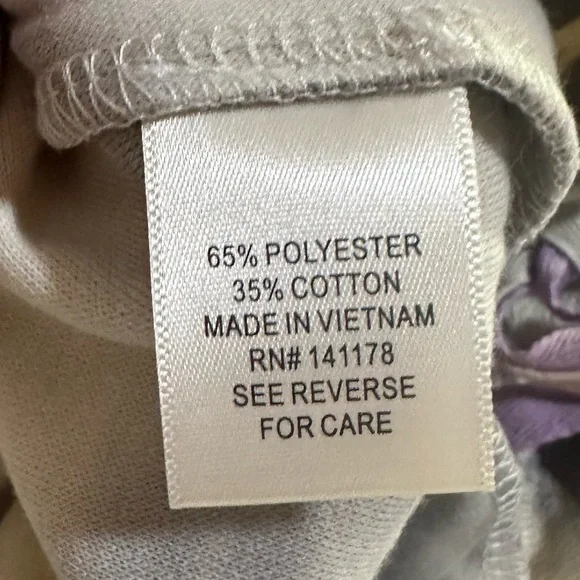 65% POLYESTER
35% COTTON
MADE IN VIETNAM
RN# 141178
SEE REVERSE
FOR CARE